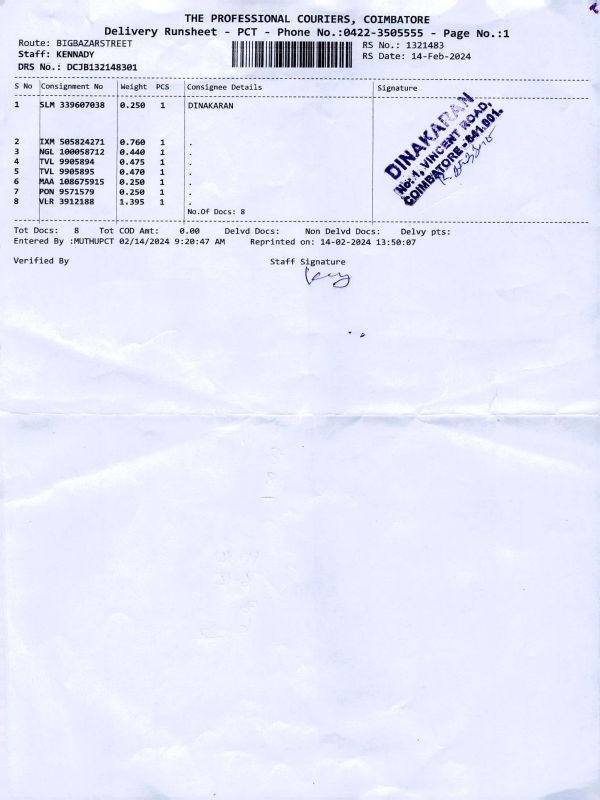 THE PROFESSIONAL COURIERS, COIMBATORE
Delivery Runsheet - PCT - Phone No.:0422-3505555 - Page No.:1
Route: BIGBAZARSTREET
RS No.: 1321483
Staff: KENNADY
RS Date: 14-Feb-2024
DRS No.: DCJB132148301
S No Consignment No Weight PCS Consignee Details Signature
1 SLM 339607038 0.250 1 DINAKARAN
2 IXM 505824271 0.760 1 .
3 NGL 100058712 0.440 1 .
4 TVL 9905894 0.475 1 .
5 TVL 9905895 0.470 1 .
6 MAA 108675915 0.250 1 .
7 PON 9571579 0.250 1 .
8 VLR 3912188 1.395 1 .
No.Of Docs: 8
DINAKARAN
No: 1, VINCENT ROAD,
COIMBATORE - 641 001.
Tot Docs: 8 Tot COD Amt: 0.00 Delvd Docs: Non Delvd Docs: Delvy pts:
Entered By :MUTHUPCT 02/14/2024 9:20:47 AM Reprinted on: 14-02-2024 13:50:07
Verified By Staff Signature